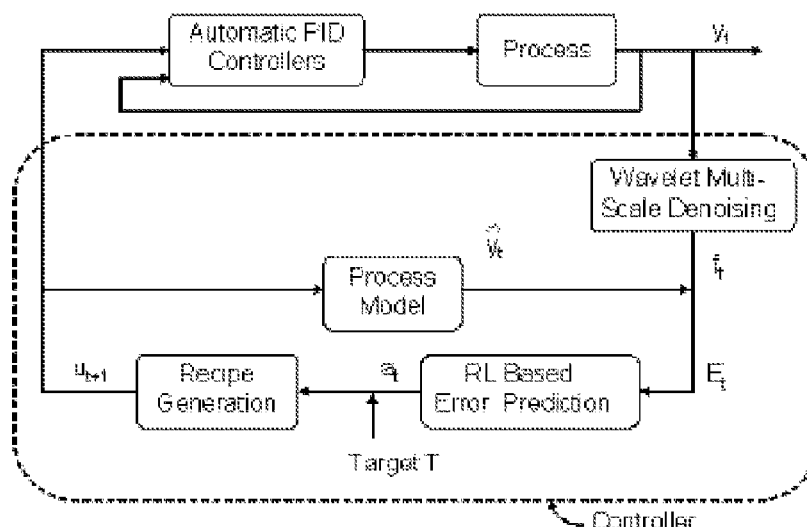 Automatic PID
Controllers
Process
y_t
Wavelet Multi-
Scale Denoising
ŷ_t
Process
Model
u_{t+1}
Recipe
Generation
a_t
RL Based
Error Prediction
E_t
Target T
Controller